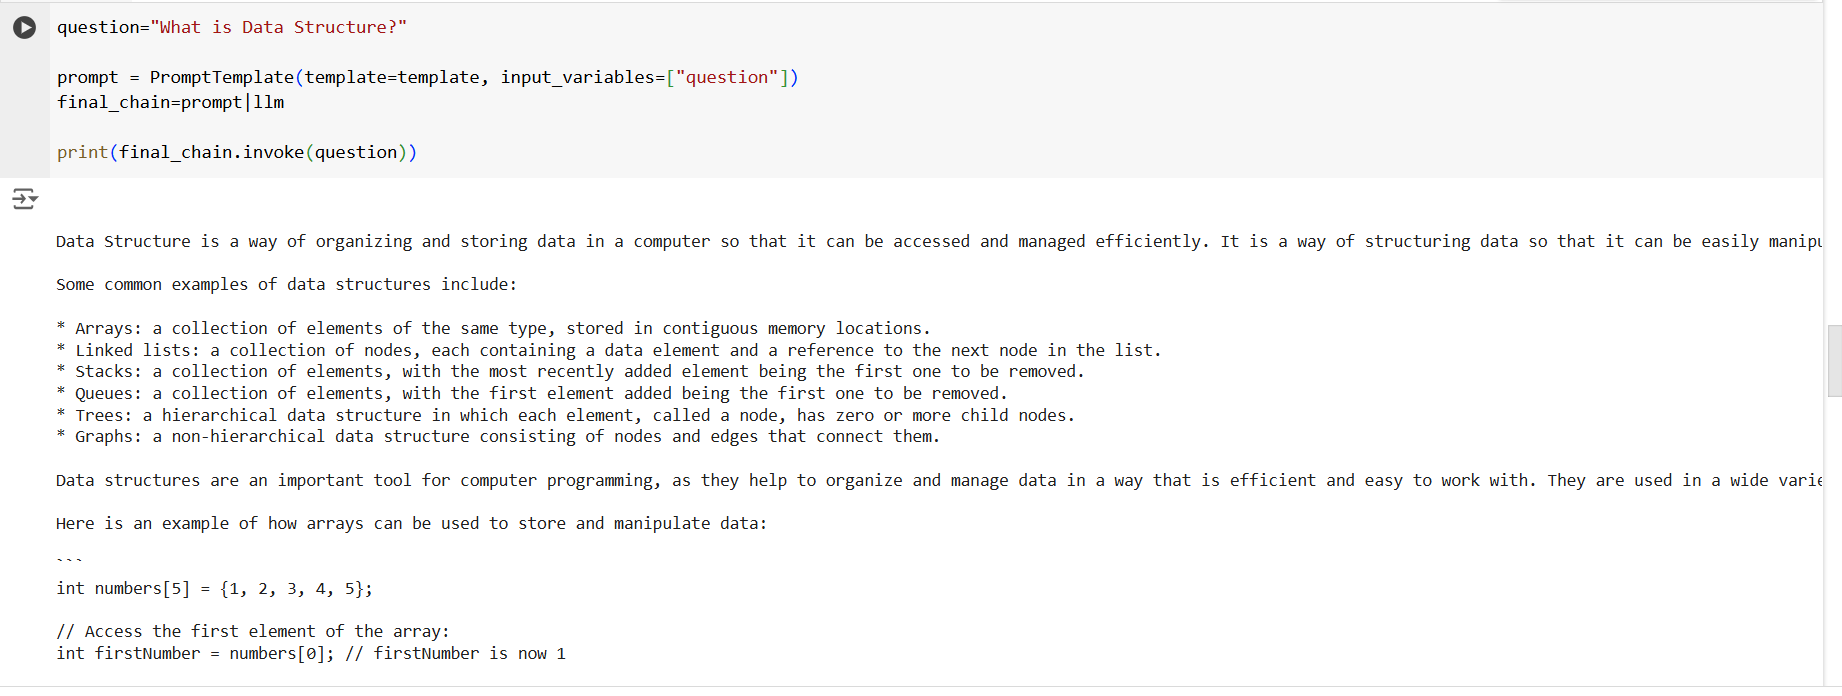 question="What is Data Structure?"
prompt = PromptTemplate(template=template, input_variables=["question"])
final_chain=prompt|llm
print(final_chain.invoke(question))
Data Structure is a way of organizing and storing data in a computer so that it can be accessed and managed efficiently. It is a way of structuring data so that it can be easily
Some common examples of data structures include:
* Arrays: a collection of elements of the same type, stored in contiguous memory locations.
* Linked lists: a collection of nodes, each containing a data element and a reference to the next node in the list.
* Stacks: a collection of elements, with the most recently added element being the first one to be removed.
* Queues: a collection of elements, with the first element added being the first one to be removed.
* Trees: a hierarchical data structure in which each element, called a node, has zero or more child nodes.
* Graphs: a non-hierarchical data structure consisting of nodes and edges that connect them.
Data structures are an important tool for computer programming, as they help to organize and manage data in a way that is efficient and easy to work with. They are used in a wide
Here is an example of how arrays can be used to store and manipulate data:
```
int numbers[5] = {1, 2, 3, 4, 5};
// Access the first element of the array:
int firstNumber = numbers[0]; // firstNumber is now 1